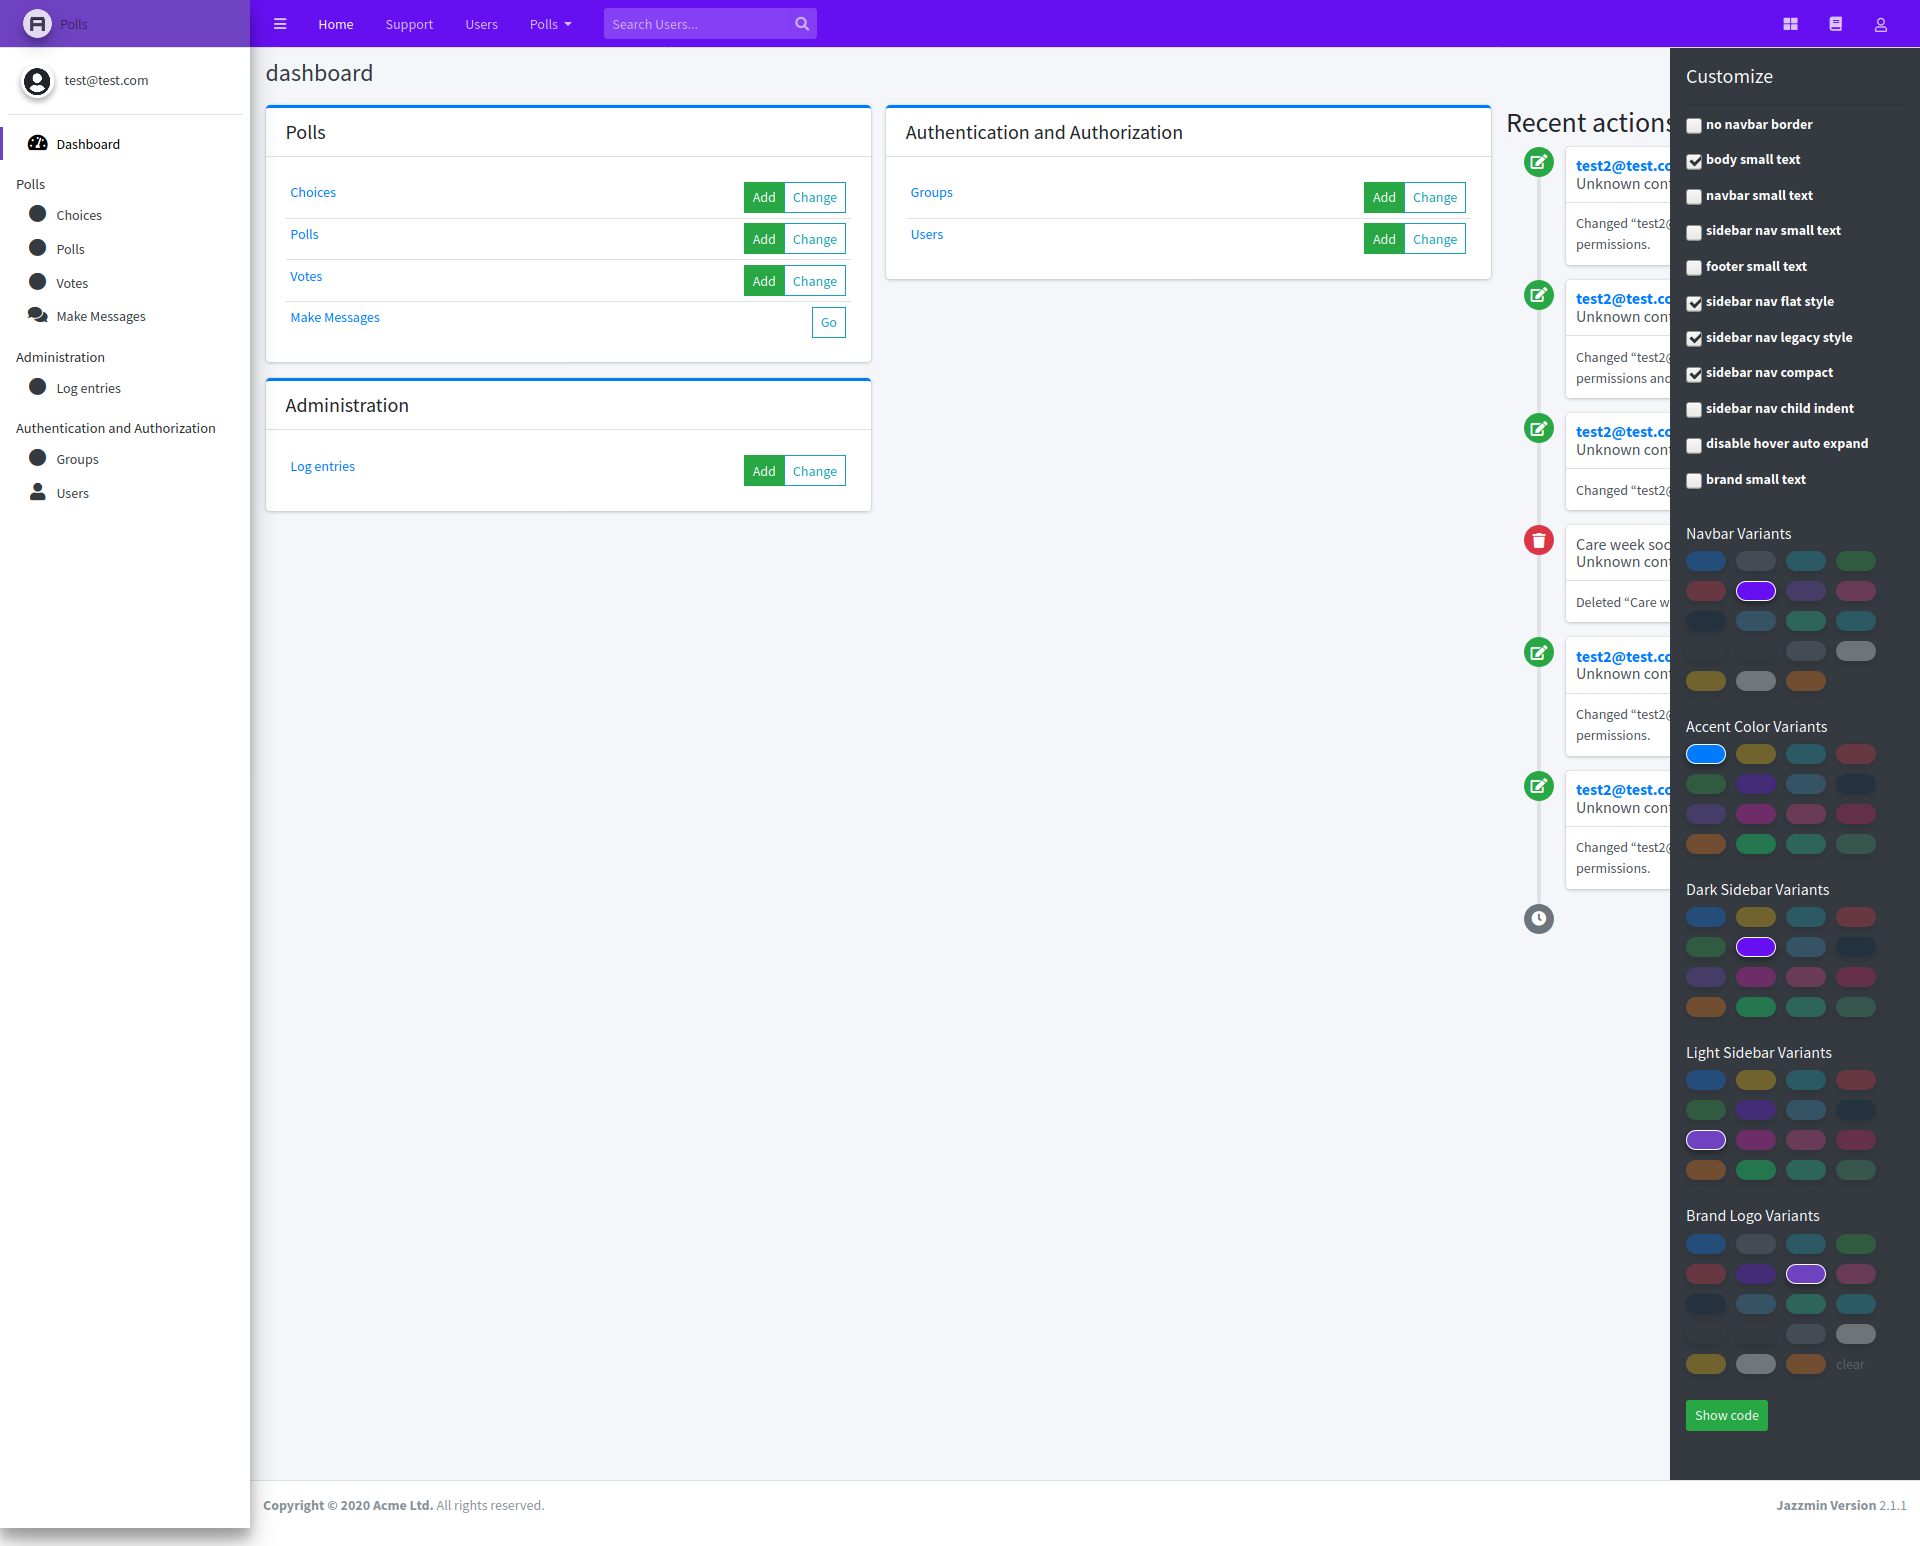 Polls
Home
Support
Users
Polls
Search Users...
test@test.com
Dashboard
Polls
Choices
Polls
Votes
Make Messages
Administration
Log entries
Authentication and Authorization
Groups
Users
dashboard
Polls
Choices
Add
Change
Polls
Add
Change
Votes
Add
Change
Make Messages
Go
Administration
Log entries
Add
Change
Authentication and Authorization
Groups
Add
Change
Users
Add
Change
Recent actions
test2@test.co
Unknown con
Changed “test2@
permissions.
test2@test.co
Unknown con
Changed “test2@
permissions and
test2@test.co
Unknown con
Changed “test2@
Care week soc
Unknown con
Deleted “Care w
test2@test.co
Unknown con
Changed “test2@
permissions.
test2@test.co
Unknown con
Changed “test2@
permissions.
Customize
no navbar border
body small text
navbar small text
sidebar nav small text
footer small text
sidebar nav flat style
sidebar nav legacy style
sidebar nav compact
sidebar nav child indent
disable hover auto expand
brand small text
Navbar Variants
Accent Color Variants
Dark Sidebar Variants
Light Sidebar Variants
Brand Logo Variants
clear
Show code
Copyright © 2020 Acme Ltd. All rights reserved.
Jazzmin Version 2.1.1